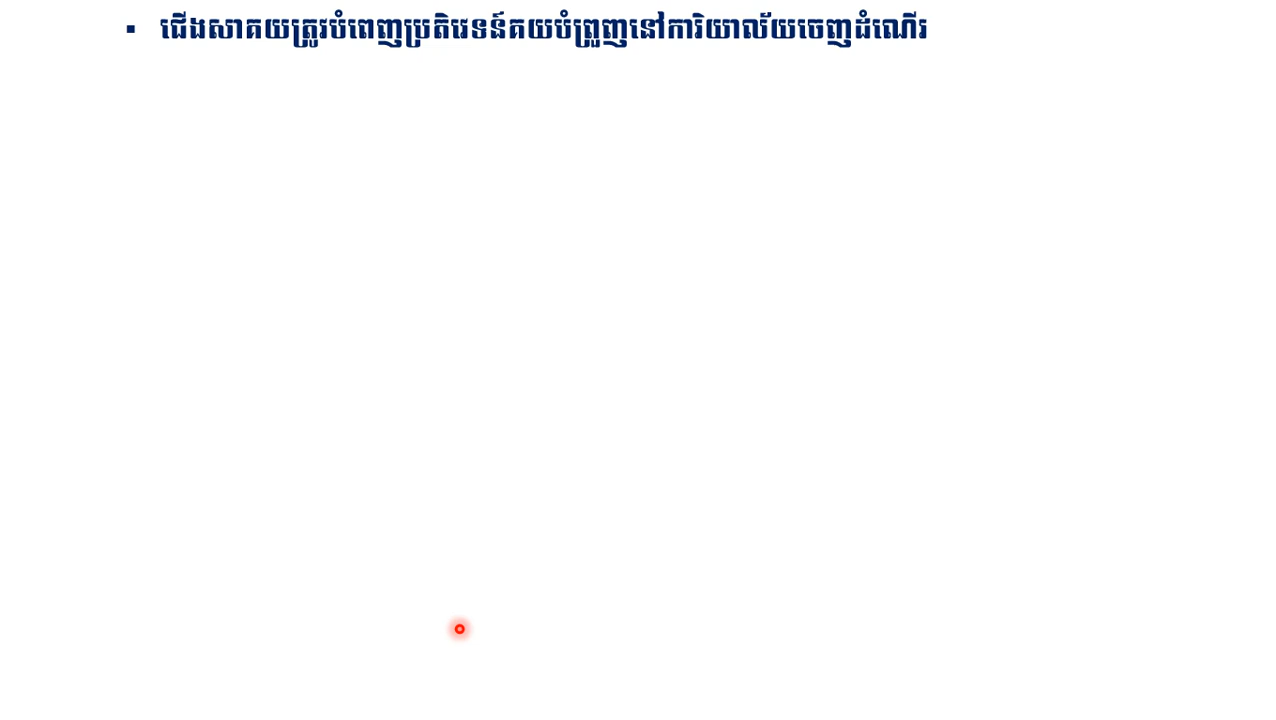 ▪ ជើងសាគយត្រូវបំពេញប្រតិវេទន៍គយបំព្រួញនៅការិយាល័យចេញដំណើរ